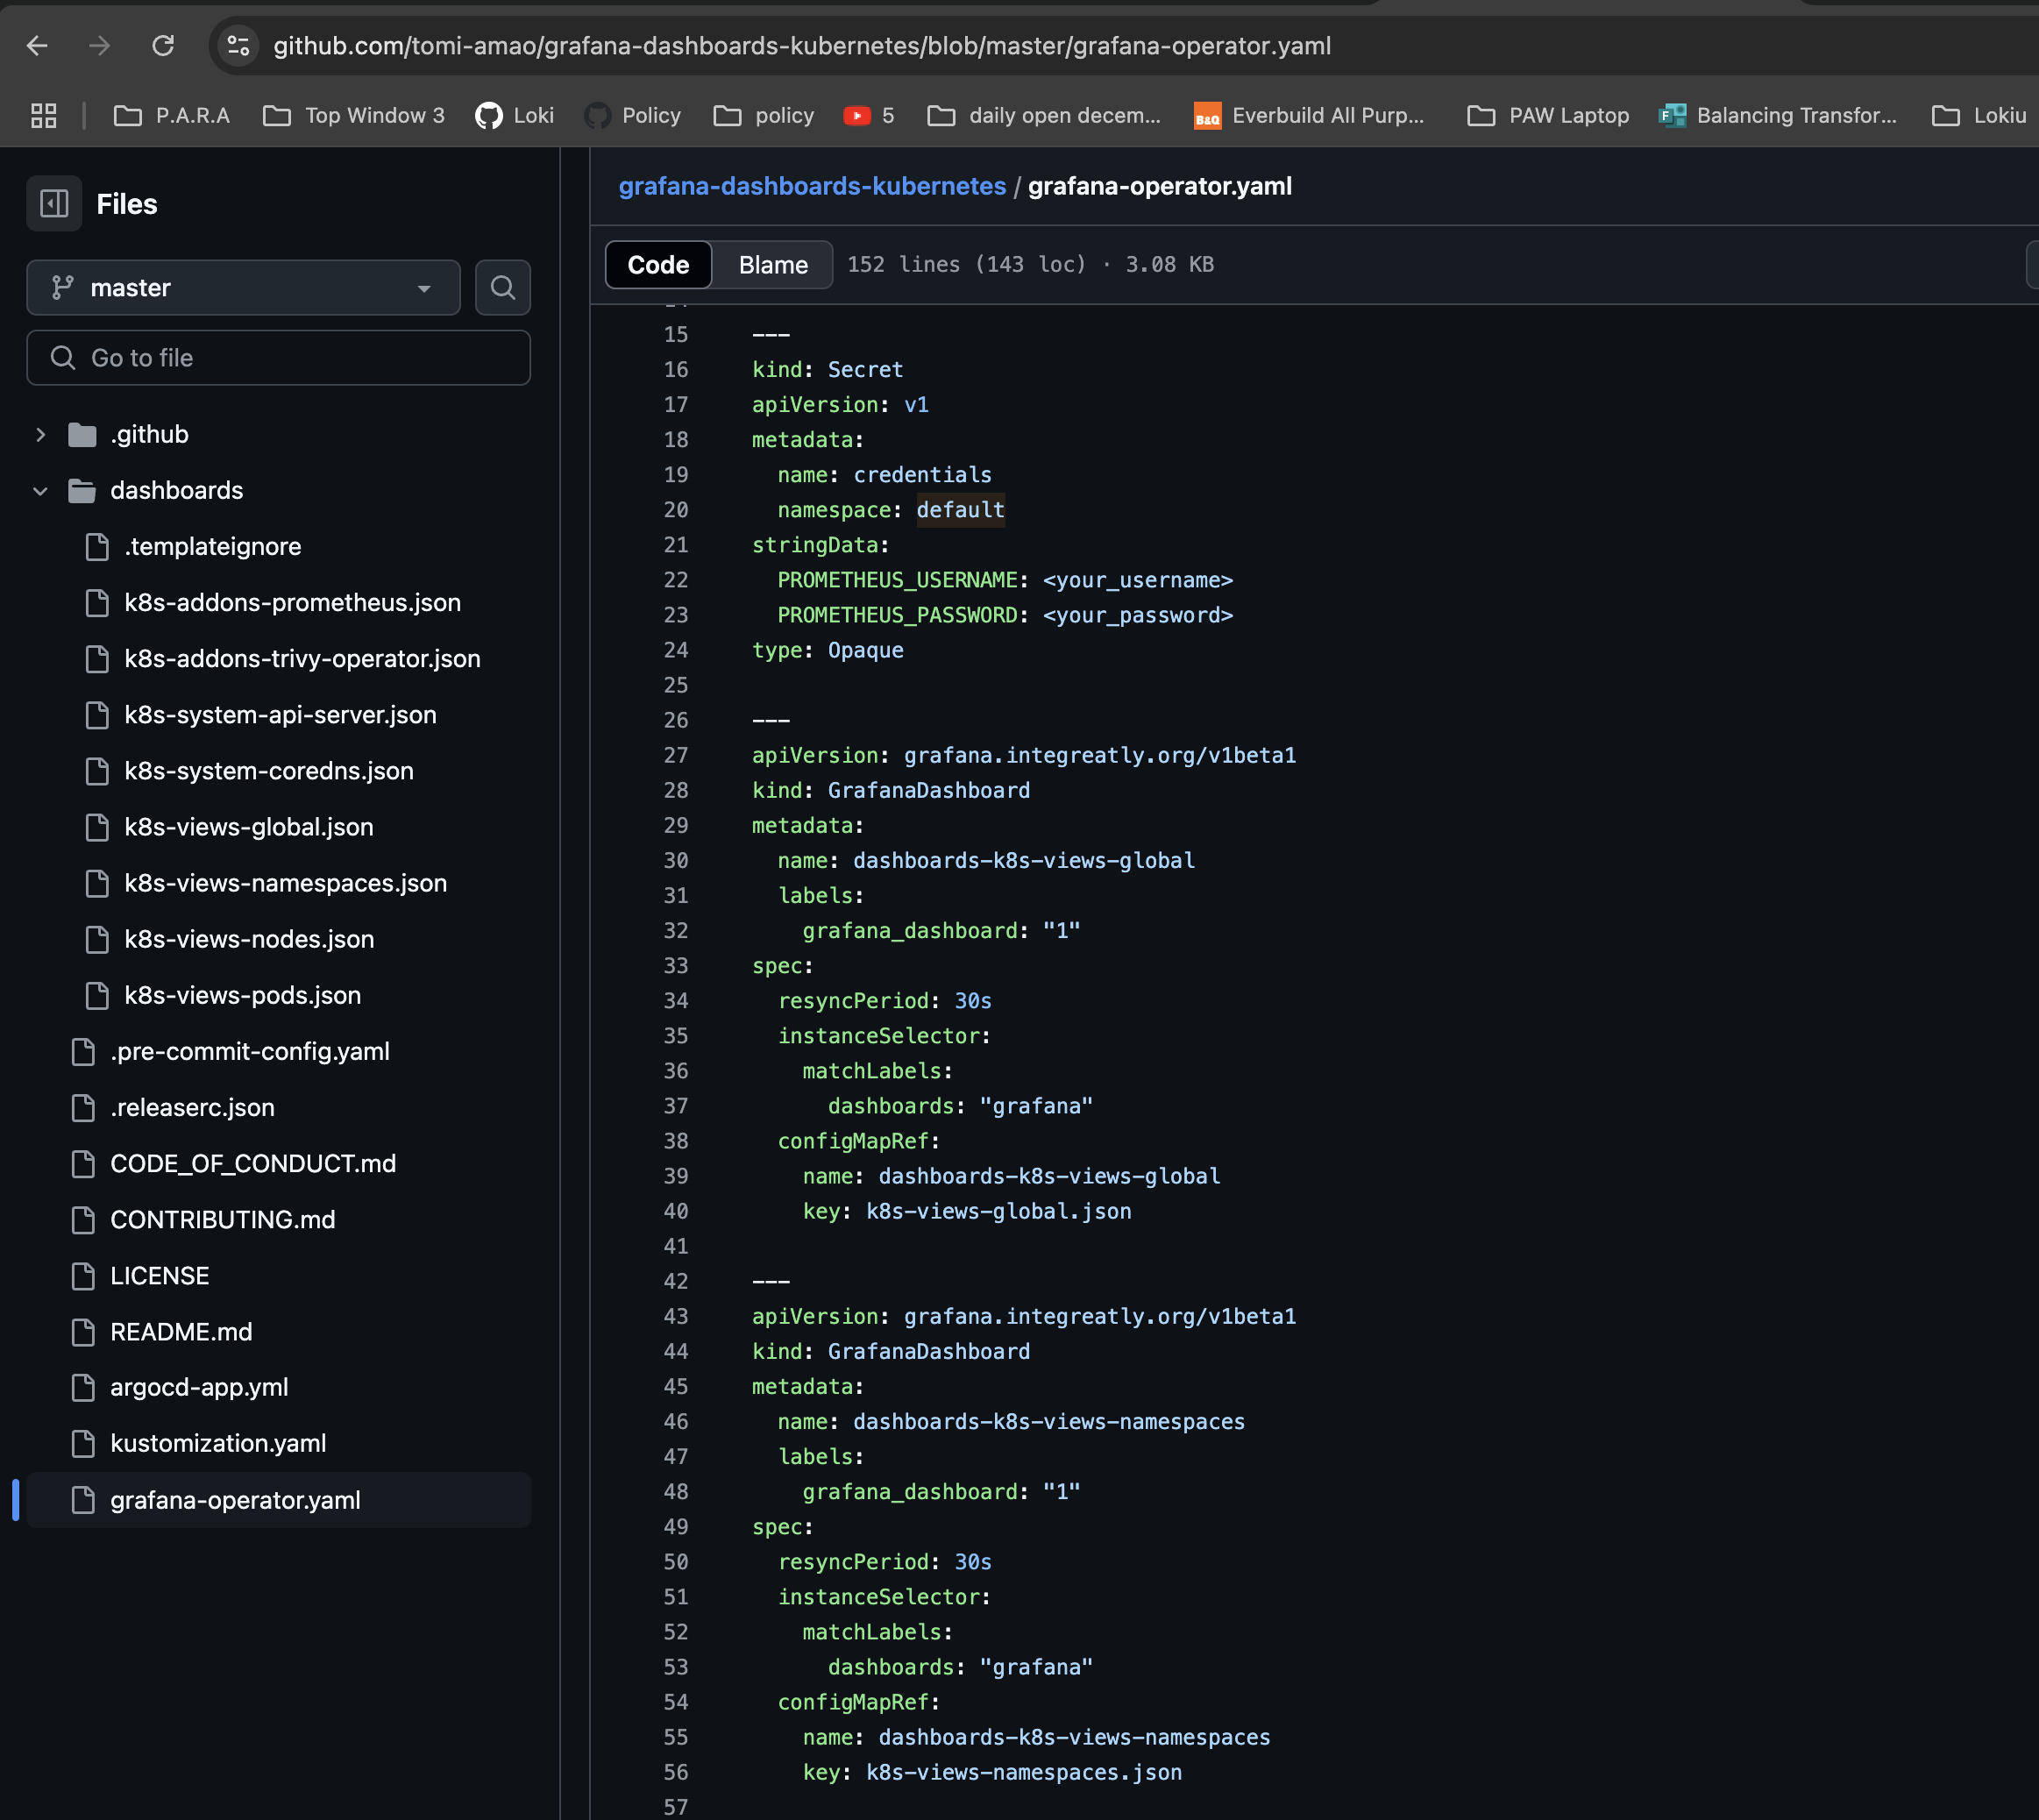 github.com/tomi-amao/grafana-dashboards-kubernetes/blob/master/grafana-operator.yaml
P.A.R.A
Top Window 3
Loki
Policy
policy
5
daily open decem...
B&Q
Everbuild All Purp...
PAW Laptop
Balancing Transfor...
Lokiu
Files
master
Go to file
.github
dashboards
.templateignore
k8s-addons-prometheus.json
k8s-addons-trivy-operator.json
k8s-system-api-server.json
k8s-system-coredns.json
k8s-views-global.json
k8s-views-namespaces.json
k8s-views-nodes.json
k8s-views-pods.json
.pre-commit-config.yaml
.releaserc.json
CODE_OF_CONDUCT.md
CONTRIBUTING.md
LICENSE
README.md
argocd-app.yml
kustomization.yaml
grafana-operator.yaml
grafana-dashboards-kubernetes / grafana-operator.yaml
Code Blame 152 lines (143 loc) · 3.08 KB
15 ---
16 kind: Secret
17 apiVersion: v1
18 metadata:
19 name: credentials
20 namespace: default
21 stringData:
22 PROMETHEUS_USERNAME: <your_username>
23 PROMETHEUS_PASSWORD: <your_password>
24 type: Opaque
25
26 ---
27 apiVersion: grafana.integreatly.org/v1beta1
28 kind: GrafanaDashboard
29 metadata:
30 name: dashboards-k8s-views-global
31 labels:
32 grafana_dashboard: "1"
33 spec:
34 resyncPeriod: 30s
35 instanceSelector:
36 matchLabels:
37 dashboards: "grafana"
38 configMapRef:
39 name: dashboards-k8s-views-global
40 key: k8s-views-global.json
41
42 ---
43 apiVersion: grafana.integreatly.org/v1beta1
44 kind: GrafanaDashboard
45 metadata:
46 name: dashboards-k8s-views-namespaces
47 labels:
48 grafana_dashboard: "1"
49 spec:
50 resyncPeriod: 30s
51 instanceSelector:
52 matchLabels:
53 dashboards: "grafana"
54 configMapRef:
55 name: dashboards-k8s-views-namespaces
56 key: k8s-views-namespaces.json
57